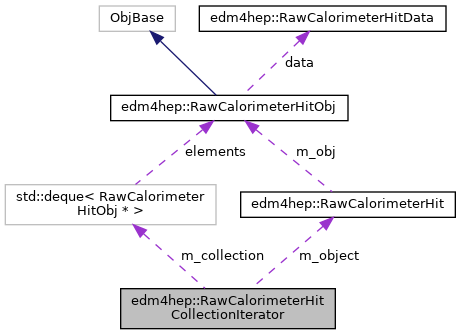 ObjBase
edm4hep::RawCalorimeterHitData
data
edm4hep::RawCalorimeterHitObj
elements
m_obj
std::deque< RawCalorimeter
HitObj * >
edm4hep::RawCalorimeterHit
m_collection
m_object
edm4hep::RawCalorimeterHit
CollectionIterator